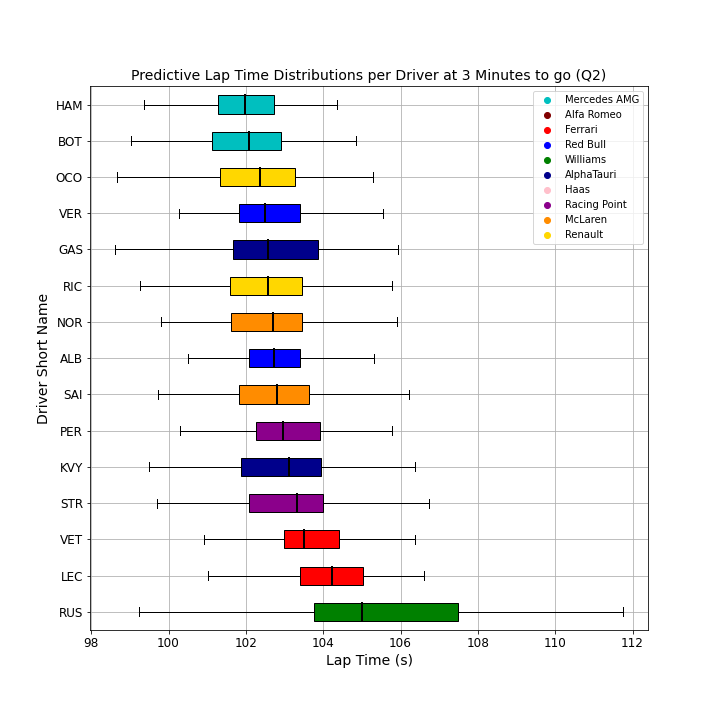 Predictive Lap Time Distributions per Driver at 3 Minutes to go (Q2)
HAM
BOT
OCO
VER
GAS
RIC
NOR
ALB
SAI
PER
KVY
STR
VET
LEC
RUS
Driver Short Name
Mercedes AMG
Alfa Romeo
Ferrari
Red Bull
Williams
AlphaTauri
Haas
Racing Point
McLaren
Renault
98 100 102 104 106 108 110 112
Lap Time (s)